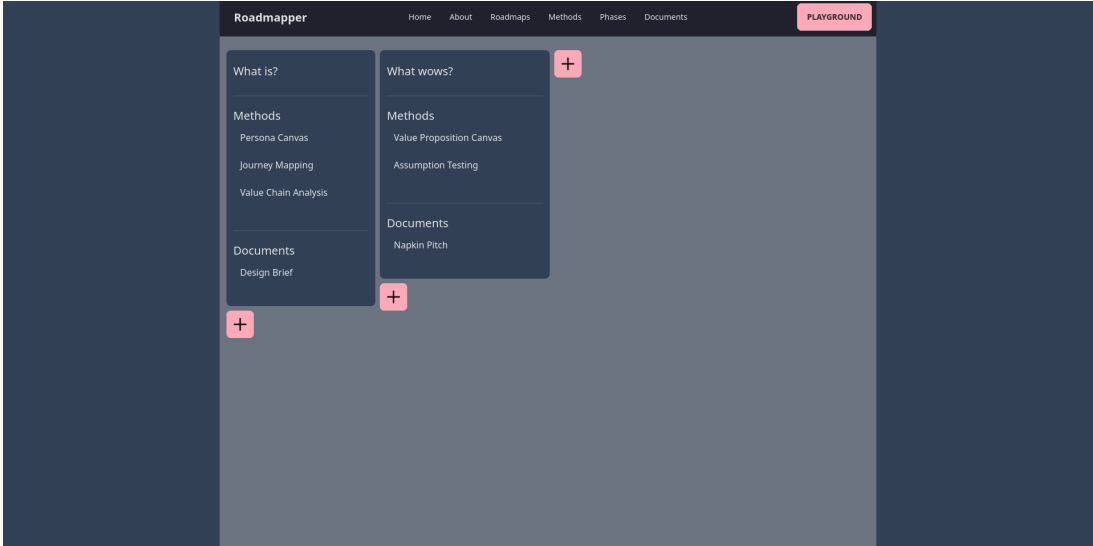 Roadmapper
Home About Roadmaps Methods Phases Documents
PLAYGROUND
What is?
Methods
Persona Canvas
Journey Mapping
Value Chain Analysis
Documents
Design Brief
What wows?
Methods
Value Proposition Canvas
Assumption Testing
Documents
Napkin Pitch